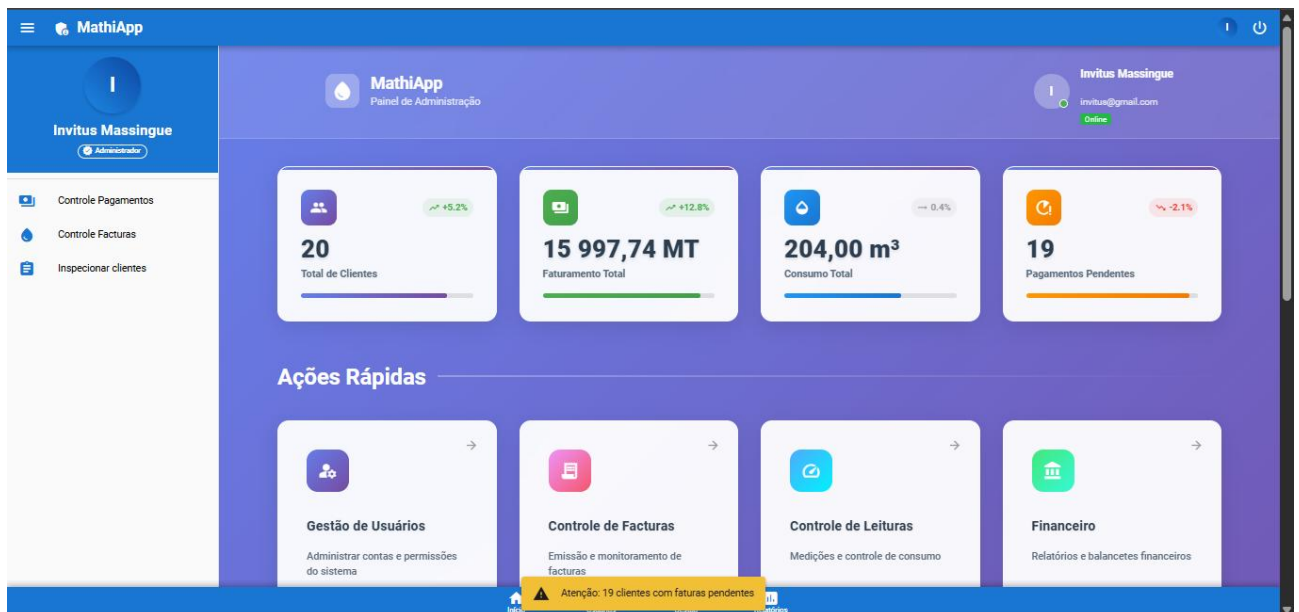 MathiApp
I
I
Invitus Massingue
Administrador
Controle Pagamentos
Controle Facturas
Inspecionar clientes
MathiApp
Painel de Administração
I
Invitus Massingue
invitus@gmail.com
Online
+5.2%
20
Total de Clientes
+12.8%
15 997,74 MT
Faturamento Total
0.4%
204,00 m³
Consumo Total
-2.1%
19
Pagamentos Pendentes
Ações Rápidas
Gestão de Usuários
Administrar contas e permissões
do sistema
Controle de Facturas
Emissão e monitoramento de
facturas
Controle de Leituras
Medições e controle de consumo
Financeiro
Relatórios e balancetes financeiros
Atenção: 19 clientes com faturas pendentes